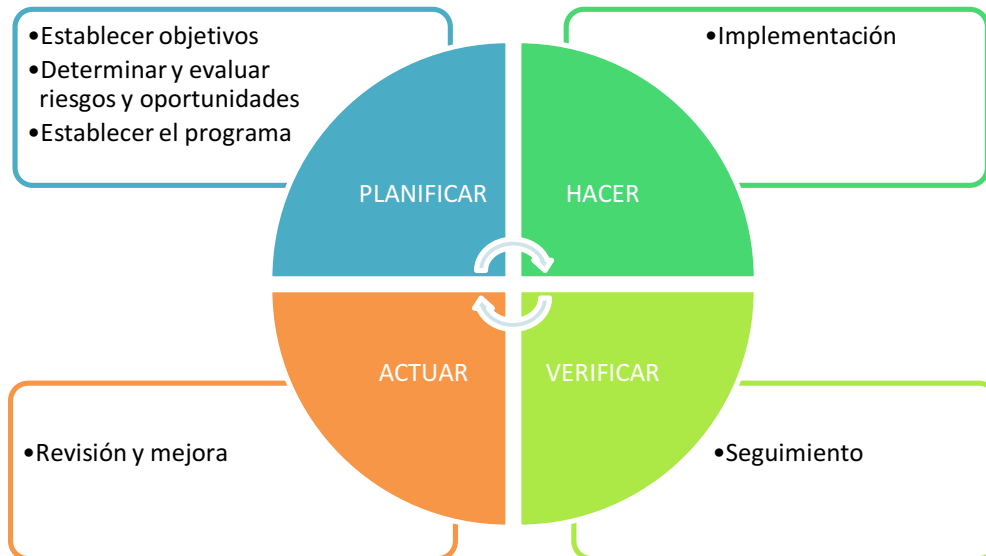 •Establecer objetivos
•Determinar y evaluar
riesgos y oportunidades
•Establecer el programa
•Implementación
PLANIFICAR
HACER
ACTUAR
VERIFICAR
•Revisión y mejora
•Seguimiento